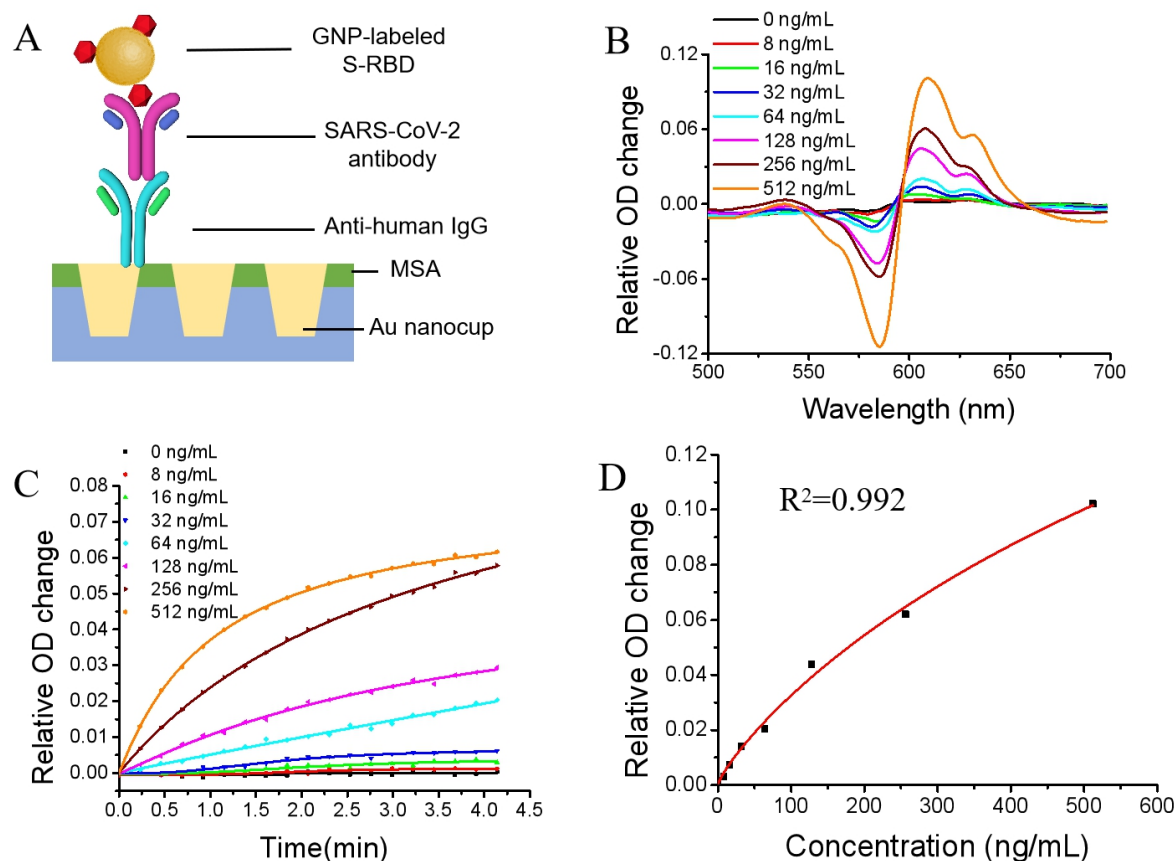 A
GNP-labeled
S-RBD
SARS-CoV-2
antibody
Anti-human IgG
MSA
Au nanocup
B
0 ng/mL
8 ng/mL
16 ng/mL
32 ng/mL
64 ng/mL
128 ng/mL
256 ng/mL
512 ng/mL
Relative OD change
0.12
0.06
0.00
-0.06
-0.12
500
550
600
650
700
Wavelength (nm)
C
0 ng/mL
8 ng/mL
16 ng/mL
32 ng/mL
64 ng/mL
128 ng/mL
256 ng/mL
512 ng/mL
Relative OD change
0.08
0.07
0.06
0.05
0.04
0.03
0.02
0.01
0.00
0.0
0.5
1.0
1.5
2.0
2.5
3.0
3.5
4.0
4.5
Time(min)
D
R²=0.992
Relative OD change
0.12
0.10
0.08
0.06
0.04
0.02
0.00
0
100
200
300
400
500
600
Concentration (ng/mL)